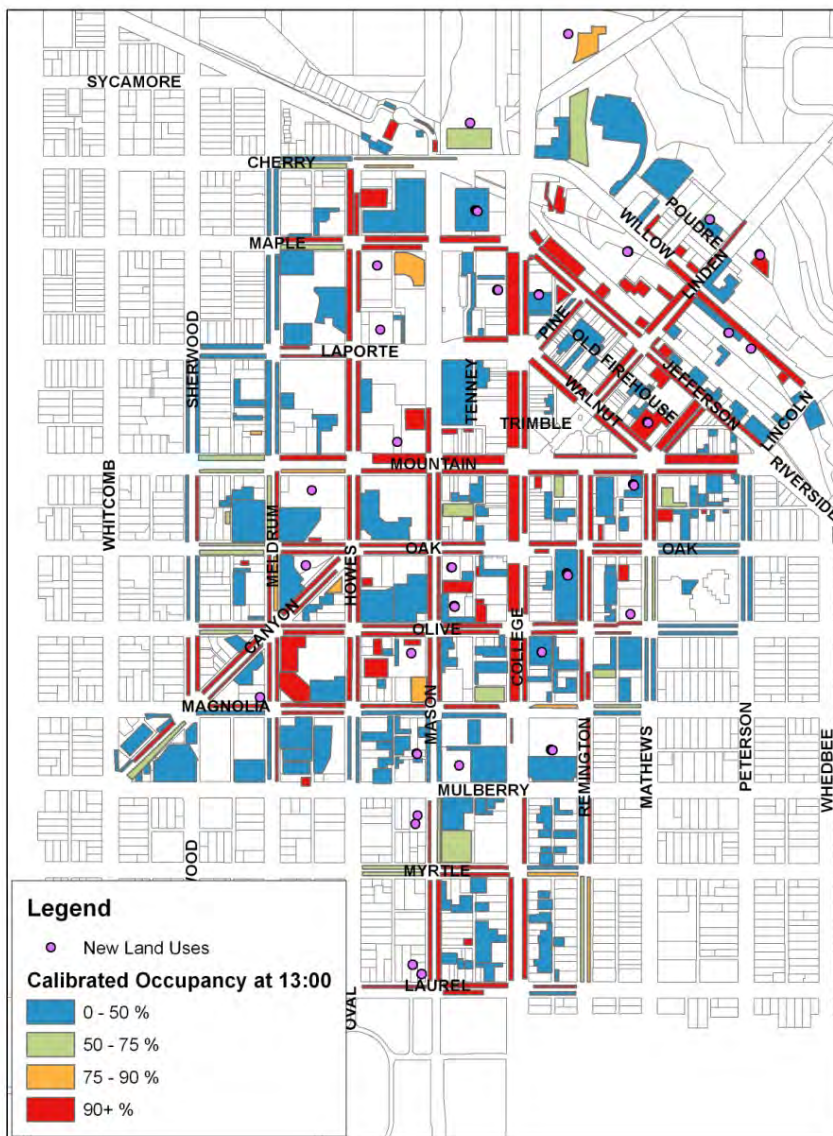 SYCAMORE
CHERRY
MAPLE
WILLOW
POUDRE
LINDEN
SHERWOOD
PINE
LAPORTE
TENNEY
OLD FIREHOUSE
JEFFERSON
WALNUT
TRIMBLE
LINCOLN
MOUNTAIN
RIVERSIDE
WHITCOMB
MELDRUM
HOWES
OAK
OAK
CANYON
OLIVE
COLLEGE
MAGNOLIA
MASON
REMINGTON
MATHEWS
PETERSON
WHEDBEE
MULBERRY
WOOD
MYRTLE
LAUREL
OVAL
Legend
New Land Uses
Calibrated Occupancy at 13:00
0 - 50 %
50 - 75 %
75 - 90 %
90+ %